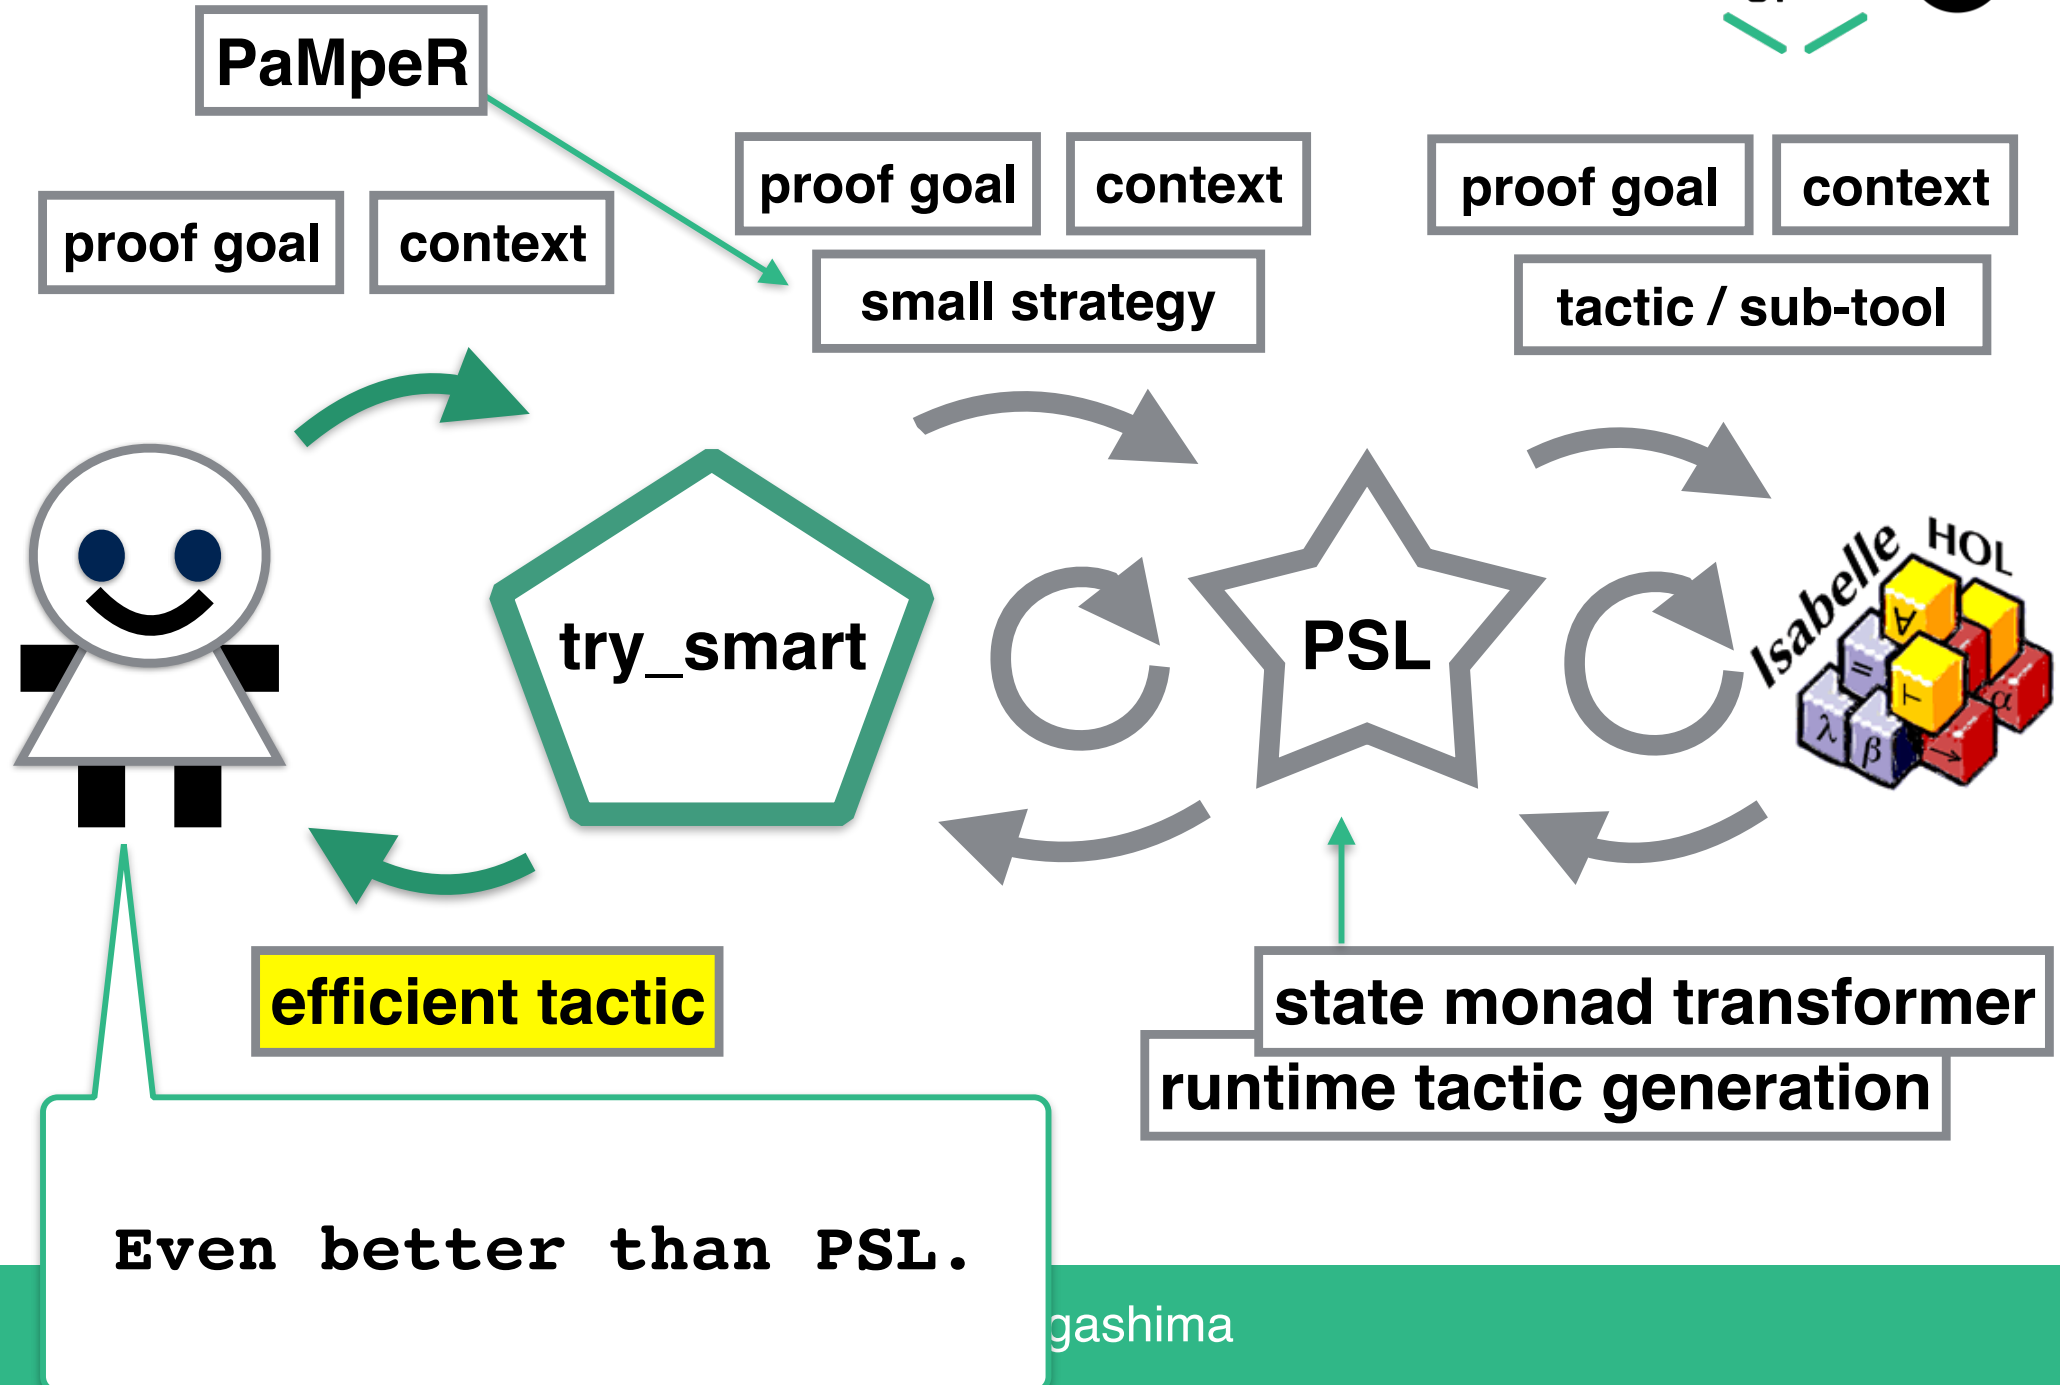 PaMpeR
proof goal
context
proof goal
context
proof goal
context
small strategy
tactic / sub-tool
try_smart
PSL
Isabelle
HOL
∀
=
⊢
α
λ
β
→
efficient tactic
state monad transformer
runtime tactic generation
Even better than PSL.
gashima